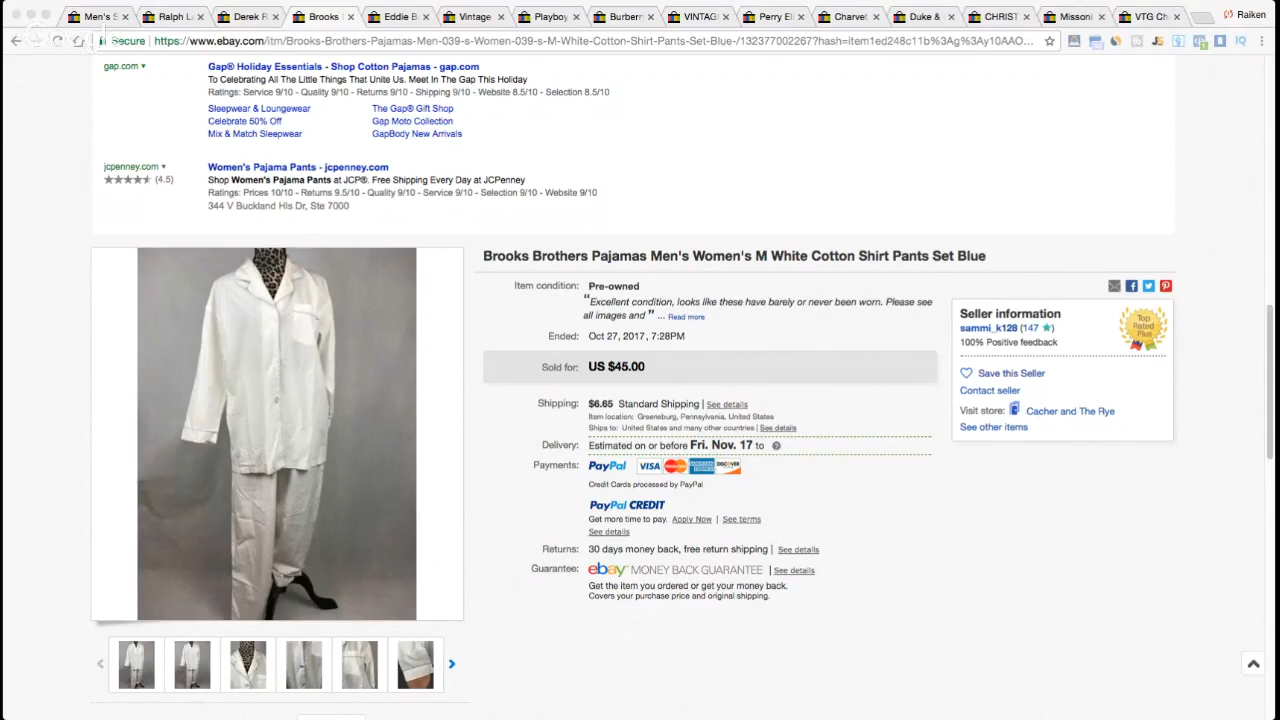 Men's S
Ralph L
Derek R
Brooks
Eddie B
Vintage
Playboy
Burberr
VINTAG
Perry El
Charvet
Duke &
CHRIST
Missoni
VTG Ch
Raiken
Secure https://www.ebay.com/itm/Brooks-Brothers-Pajamas-Men-039-s-Women-039-s-M-White-Cotton-Shirt-Pants-Set-Blue-/132377002267?hash=item1ed248c11b%3Ag%3Ay10AAO...
gap.com
Gap® Holiday Essentials - Shop Cotton Pajamas - gap.com
To Celebrating All The Little Things That Unite Us. Meet In The Gap This Holiday
Ratings: Service 9/10 - Quality 9/10 - Returns 9/10 - Shipping 9/10 - Website 8.5/10 - Selection 8.5/10
Sleepwear & Loungewear
The Gap® Gift Shop
Celebrate 50% Off
Gap Moto Collection
Mix & Match Sleepwear
GapBody New Arrivals
jcpenney.com
(4.5)
Women's Pajama Pants - jcpenney.com
Shop Women's Pajama Pants at JCP®. Free Shipping Every Day at JCPenney
Ratings: Prices 10/10 - Returns 9.5/10 - Quality 9/10 - Service 9/10 - Selection 9/10 - Website 9/10
344 V Buckland Hls Dr, Ste 7000
Brooks Brothers Pajamas Men's Women's M White Cotton Shirt Pants Set Blue
Item condition: Pre-owned
"Excellent condition, looks like these have barely or never been worn. Please see
all images and " ... Read more
Ended: Oct 27, 2017, 7:28PM
Sold for: US $45.00
Shipping: $6.65 Standard Shipping | See details
Item location: Greensburg, Pennsylvania, United States
Ships to: United States and many other countries | See details
Delivery: Estimated on or before Fri. Nov. 17 to
Payments: PayPal VISA MasterCard AMERICAN EXPRESS DISCOVER
Credit Cards processed by PayPal
PayPal CREDIT
Get more time to pay. Apply Now | See terms
See details
Returns: 30 days money back, free return shipping | See details
Guarantee: ebay MONEY BACK GUARANTEE | See details
Get the item you ordered or get your money back.
Covers your purchase price and original shipping.
Seller information
sammi_k128 (147 ★)
100% Positive feedback
Top
Rated
Plus
Save this Seller
Contact seller
Visit store: Cacher and The Rye
See other items